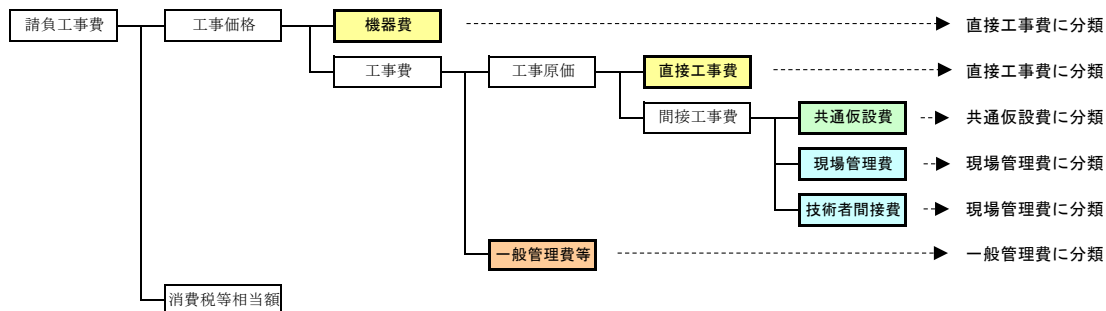 請負工事費 工事価格 機器費 直接工事費に分類
工事費 工事原価 直接工事費 直接工事費に分類
間接工事費 共通仮設費 共通仮設費に分類
現場管理費 現場管理費に分類
技術者間接費 現場管理費に分類
一般管理費等 一般管理費に分類
消費税等相当額